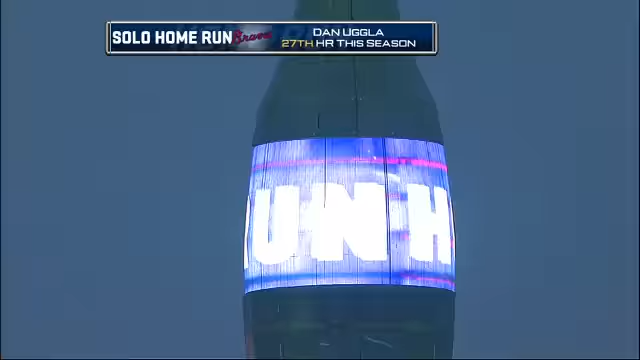 SOLO HOME RUN Braves
DAN UGGLA
27TH HR THIS SEASON
UN H